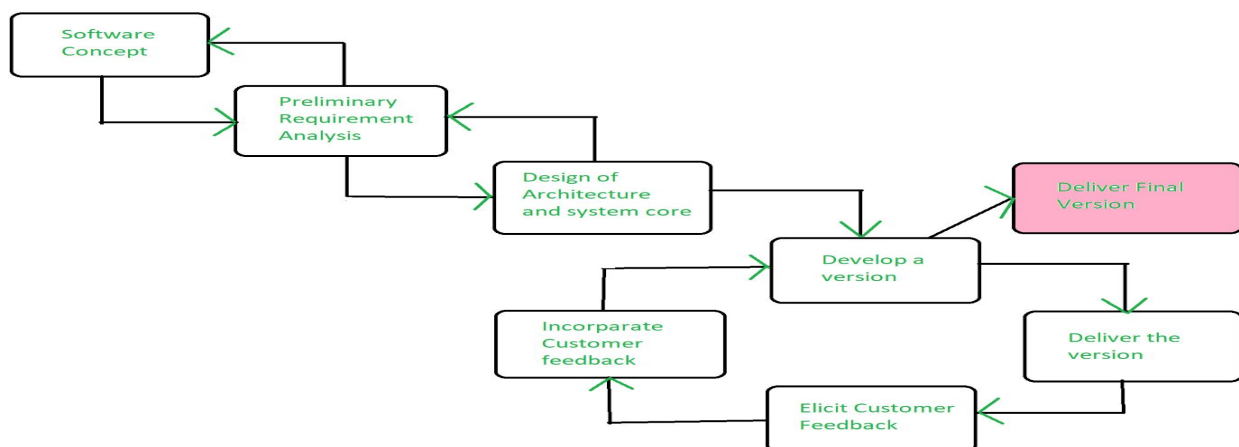 Software
Concept
Preliminary
Requirement
Analysis
Design of
Architecture
and system core
Deliver Final
Version
Develop a
version
Incorparate
Customer
feedback
Deliver the
version
Elicit Customer
Feedback